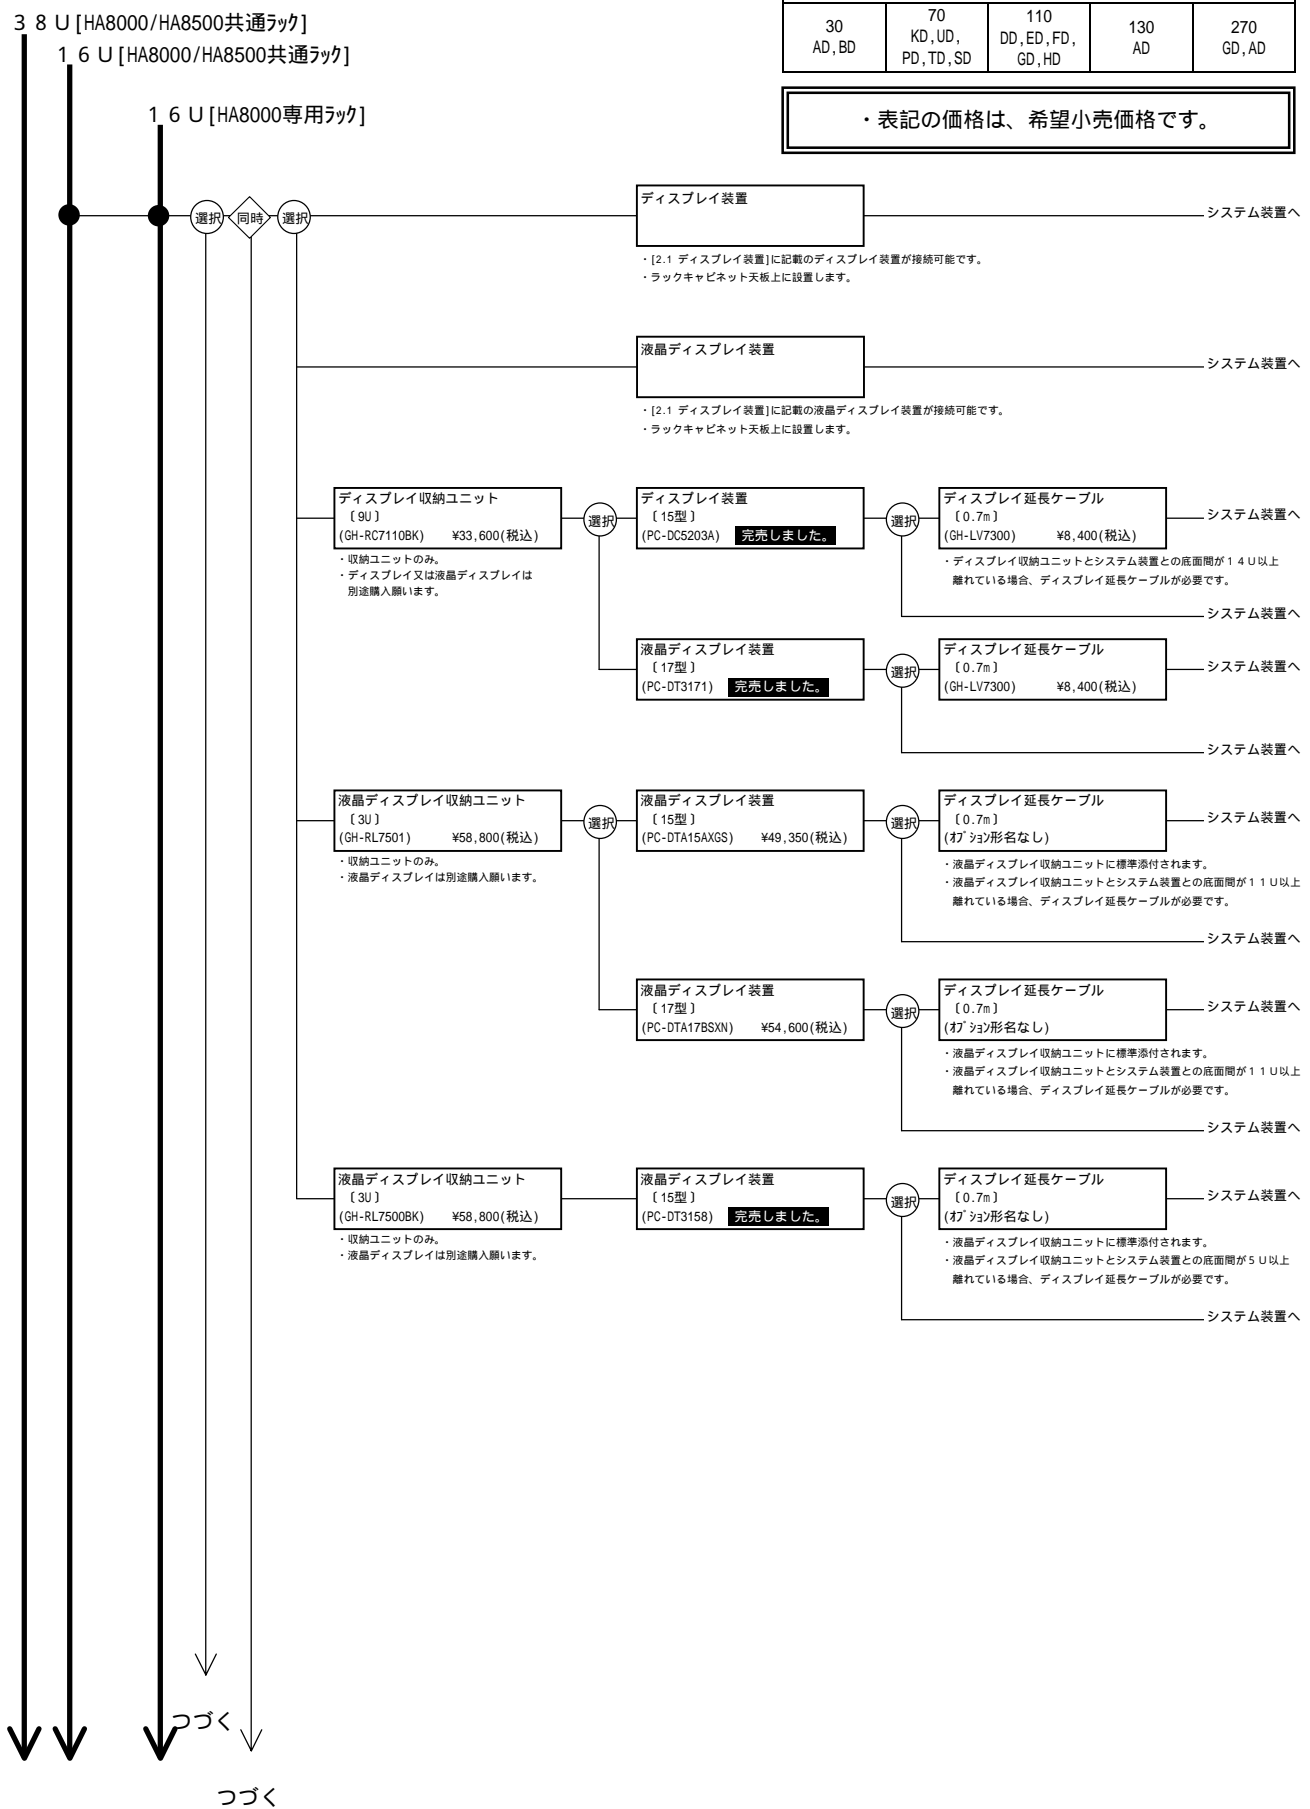 ３８Ｕ[HA8000/HA8500共通ﾗｯｸ]
１６Ｕ[HA8000/HA8500共通ﾗｯｸ]
１６Ｕ[HA8000専用ﾗｯｸ]
30
AD,BD
70
KD,UD,
PD,TD,SD
110
DD,ED,FD,
GD,HD
130
AD
270
GD,AD
・表記の価格は、希望小売価格です。
選択
同時
選択
ディスプレイ装置
システム装置へ
・[2.1 ディスプレイ装置]に記載のディスプレイ装置が接続可能です。
・ラックキャビネット天板上に設置します。
液晶ディスプレイ装置
システム装置へ
・[2.1 ディスプレイ装置]に記載の液晶ディスプレイ装置が接続可能です。
・ラックキャビネット天板上に設置します。
ディスプレイ収納ユニット
〔9U〕
(GH-RC7110BK) ¥33,600(税込)
・収納ユニットのみ。
・ディスプレイ又は液晶ディスプレイは
別途購入願います。
選択
ディスプレイ装置
〔15型〕
(PC-DC5203A) 完売しました。
選択
ディスプレイ延長ケーブル
〔0.7m〕
(GH-LV7300) ¥8,400(税込)
システム装置へ
・ディスプレイ収納ユニットとシステム装置との底面間が１４Ｕ以上
離れている場合、ディスプレイ延長ケーブルが必要です。
システム装置へ
液晶ディスプレイ装置
〔17型〕
(PC-DT3171) 完売しました。
選択
ディスプレイ延長ケーブル
〔0.7m〕
(GH-LV7300) ¥8,400(税込)
システム装置へ
システム装置へ
液晶ディスプレイ収納ユニット
〔3U〕
(GH-RL7501) ¥58,800(税込)
・収納ユニットのみ。
・液晶ディスプレイは別途購入願います。
選択
液晶ディスプレイ装置
〔15型〕
(PC-DTA15AXGS) ¥49,350(税込)
選択
ディスプレイ延長ケーブル
〔0.7m〕
(ｵﾌﾟｼｮﾝ形名なし)
システム装置へ
・液晶ディスプレイ収納ユニットに標準添付されます。
・液晶ディスプレイ収納ユニットとシステム装置との底面間が１１Ｕ以上
離れている場合、ディスプレイ延長ケーブルが必要です。
システム装置へ
液晶ディスプレイ装置
〔17型〕
(PC-DTA17BSXN) ¥54,600(税込)
選択
ディスプレイ延長ケーブル
〔0.7m〕
(ｵﾌﾟｼｮﾝ形名なし)
システム装置へ
・液晶ディスプレイ収納ユニットに標準添付されます。
・液晶ディスプレイ収納ユニットとシステム装置との底面間が１１Ｕ以上
離れている場合、ディスプレイ延長ケーブルが必要です。
システム装置へ
液晶ディスプレイ収納ユニット
〔3U〕
(GH-RL7500BK) ¥58,800(税込)
・収納ユニットのみ。
・液晶ディスプレイは別途購入願います。
液晶ディスプレイ装置
〔15型〕
(PC-DT3158) 完売しました。
選択
ディスプレイ延長ケーブル
〔0.7m〕
(ｵﾌﾟｼｮﾝ形名なし)
システム装置へ
・液晶ディスプレイ収納ユニットに標準添付されます。
・液晶ディスプレイ収納ユニットとシステム装置との底面間が５Ｕ以上
離れている場合、ディスプレイ延長ケーブルが必要です。
システム装置へ
つづく
つづく